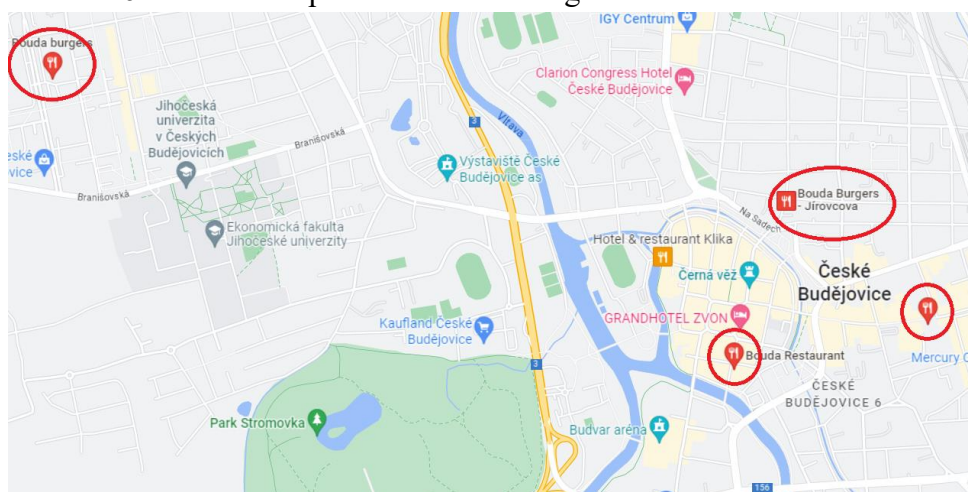 IGY Centrum
Bouda burgers
Clarion Congress Hotel
České Budějovice
Jihočeská
univerzita
v Českých
Budějovicích
Branišovská
3
Vltava
Výstaviště České
Budějovice as
eské
vice
Branišovská
Bouda Burgers
- Jírovcova
Na Sadech
Ekonomická fakulta
Jihočeské univerzity
Hotel & restaurant Klika
Černá věž
České
Budějovice
GRANDHOTEL ZVON
Kaufland České
Budějovice
3
Bouda Restaurant
Mercury C
ČESKÉ
BUDĚJOVICE 6
Park Stromovka
Budvar aréna
156